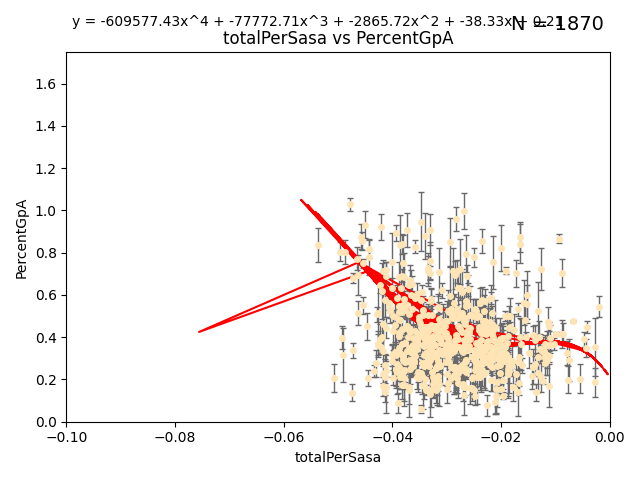 y = -609577.43x^4 + -77772.71x^3 + -2865.72x^2 + -38.33x + 0.21
N = 1870
totalPerSasa vs PercentGpA
PercentGpA
1.6
1.4
1.2
1.0
0.8
0.6
0.4
0.2
0.0
−0.10 −0.08 −0.06 −0.04 −0.02 0.00
totalPerSasa